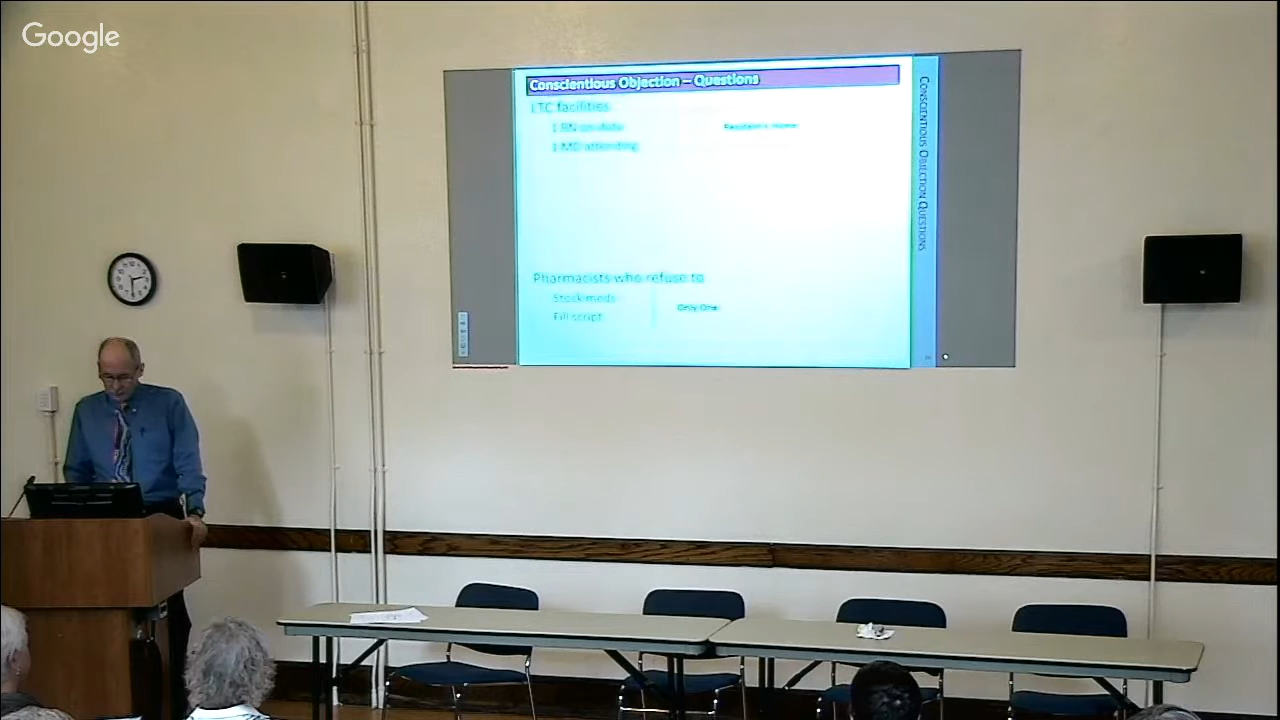 Google
Conscientious Objection – Questions
LTC facilities
1 RN on duty
1 MD attending
Resident's Home
Pharmacists who refuse to
Stock meds
Fill script
Only One
CONSCIENTIOUS OBJECTION QUESTIONS